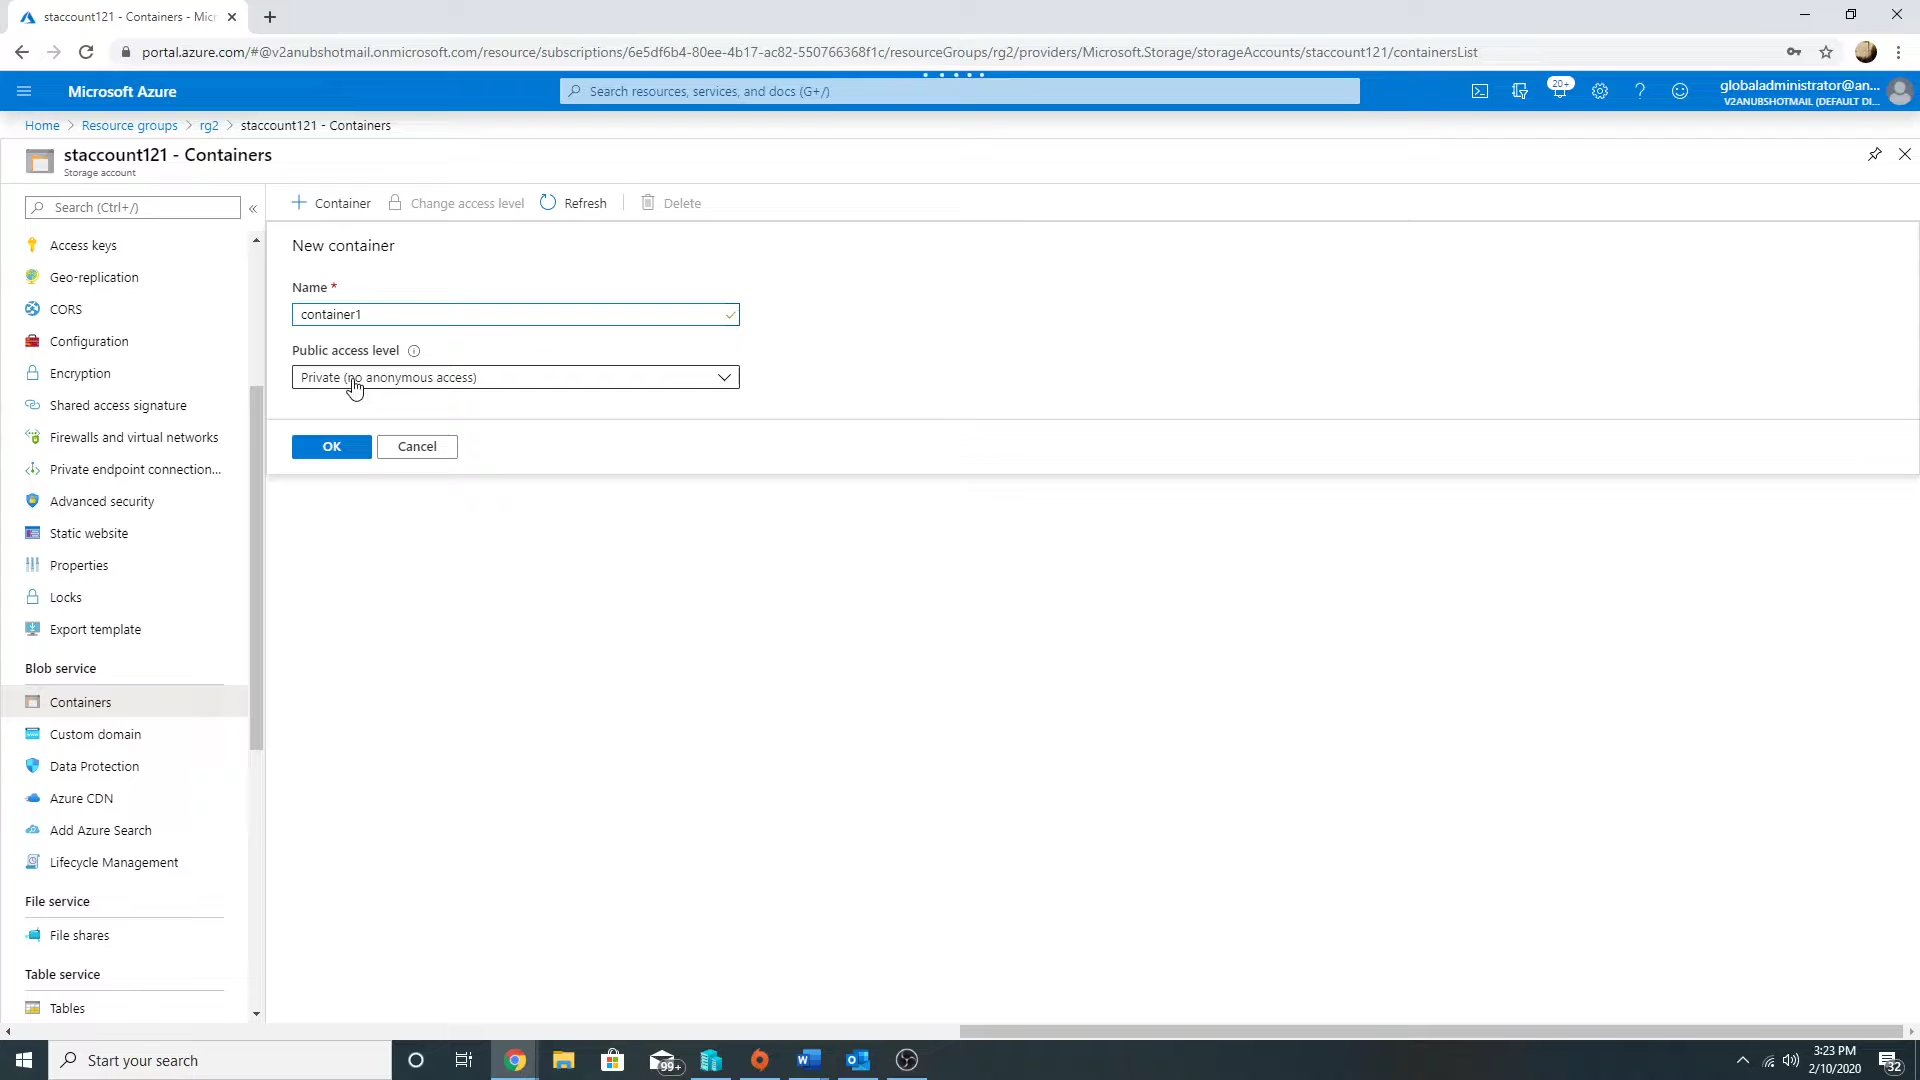 staccount121 - Containers - Micr
portal.azure.com/#@v2anubshotmail.onmicrosoft.com/resource/subscriptions/6e5df6b4-80ee-4b17-ac82-550766368f1c/resourceGroups/rg2/providers/Microsoft.Storage/storageAccounts/staccount121/containersList
Microsoft Azure
Search resources, services, and docs (G+/)
20+
globaladministrator@an...
V2ANUBSHOTMAIL (DEFAULT DI...
Home > Resource groups > rg2 > staccount121 - Containers
staccount121 - Containers
Storage account
Search (Ctrl+/)
Container
Change access level
Refresh
Delete
New container
Name *
container1
Public access level
Private (no anonymous access)
OK
Cancel
Access keys
Geo-replication
CORS
Configuration
Encryption
Shared access signature
Firewalls and virtual networks
Private endpoint connection...
Advanced security
Static website
Properties
Locks
Export template
Blob service
Containers
Custom domain
Data Protection
Azure CDN
Add Azure Search
Lifecycle Management
File service
File shares
Table service
Tables
Start your search
99+
3:23 PM
2/10/2020
32